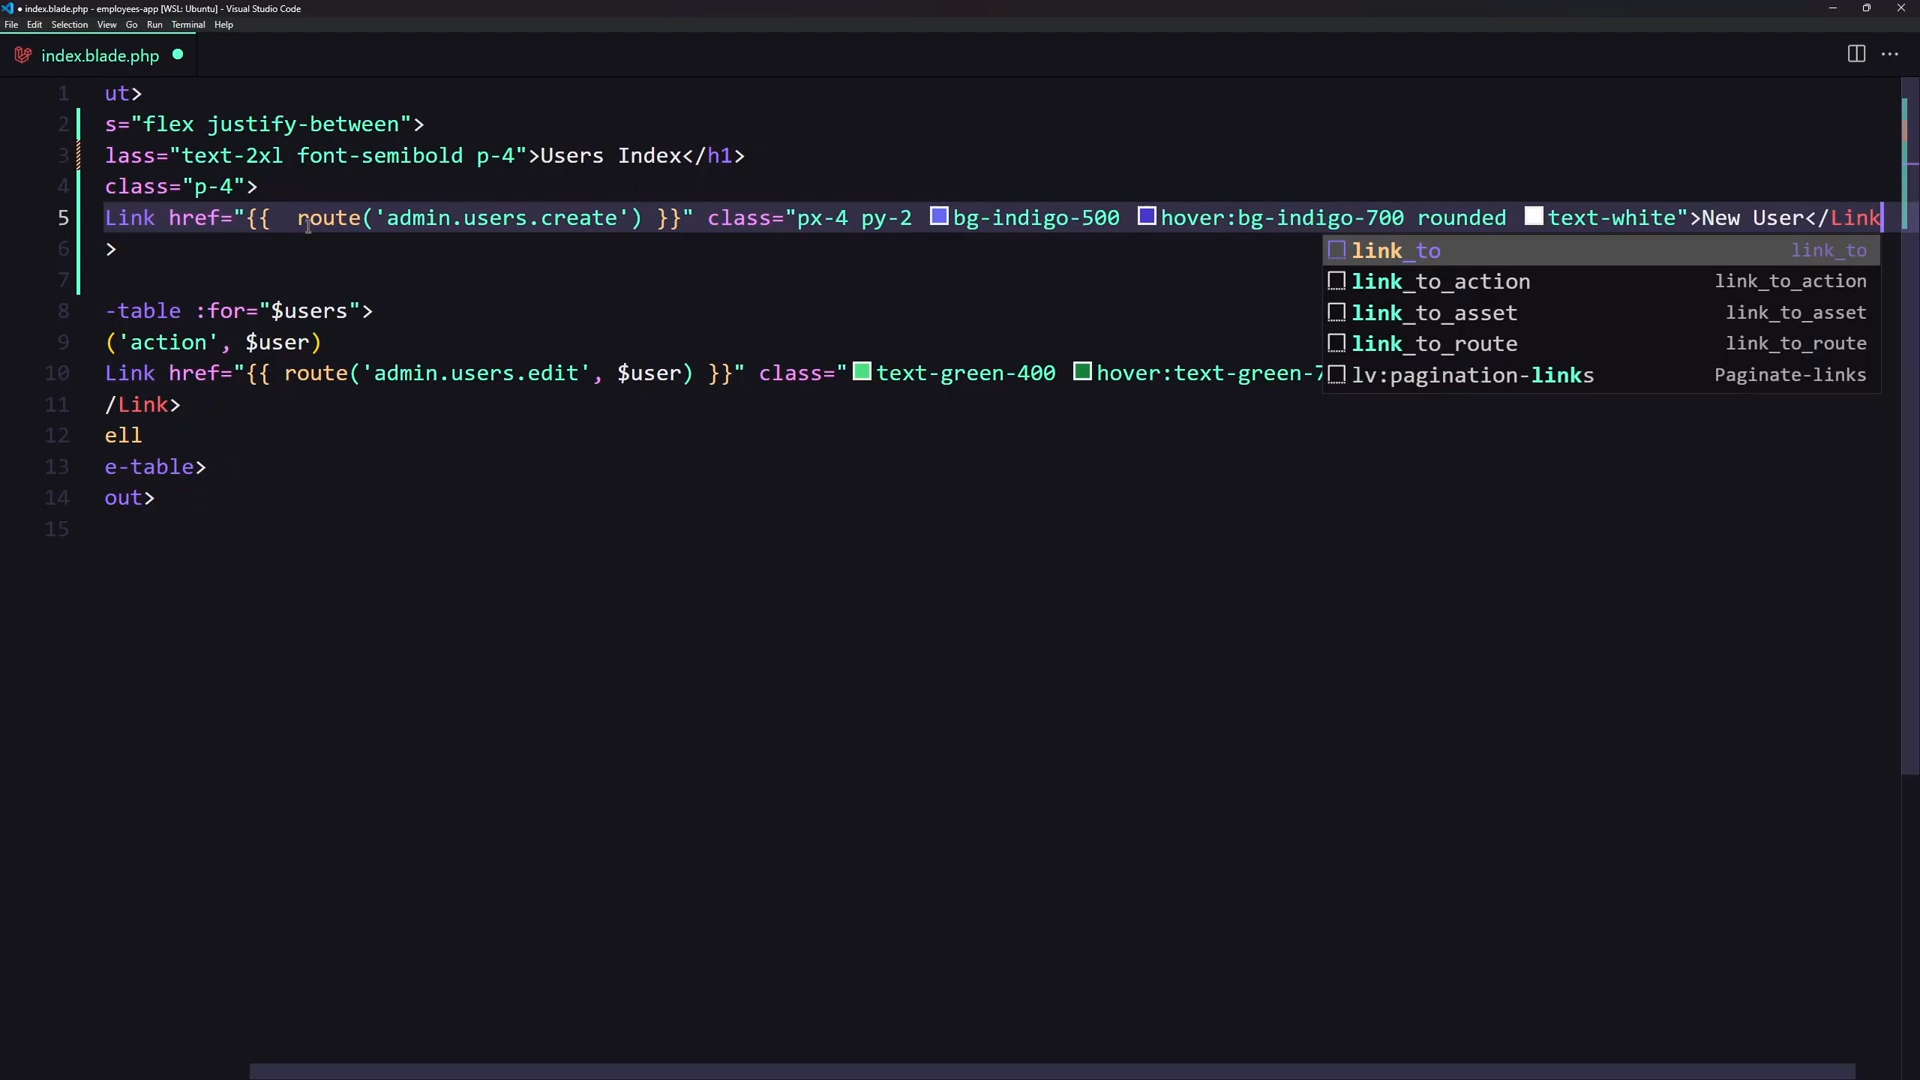 index.blade.php - employees-app [WSL: Ubuntu] - Visual Studio Code
File Edit Selection View Go Run Terminal Help
index.blade.php
1 ut>
2 s="flex justify-between">
3 lass="text-2xl font-semibold p-4">Users Index</h1>
4 class="p-4">
5 Link href="{{  route('admin.users.create') }}" class="px-4 py-2 bg-indigo-500 hover:bg-indigo-700 rounded text-white">New User</Link
6 >
link_to link_to
7
link_to_action link_to_action
8 -table :for="$users">
link_to_asset link_to_asset
9 ('action', $user)
link_to_route link_to_route
10 Link href="{{ route('admin.users.edit', $user) }}" class="text-green-400 hover:text-green-7
lv:pagination-links Paginate-links
11 /Link>
12 ell
13 e-table>
14 out>
15